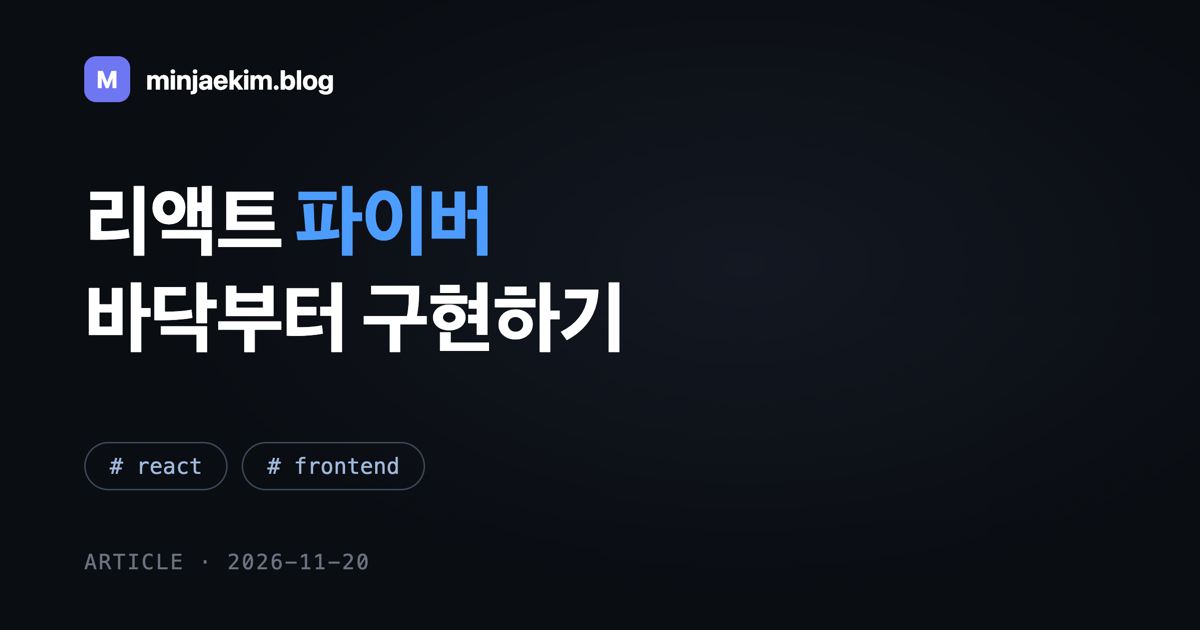 M minjaekim.blog
리액트 파이버
바닥부터 구현하기
# react # frontend
ARTICLE · 2026-11-20